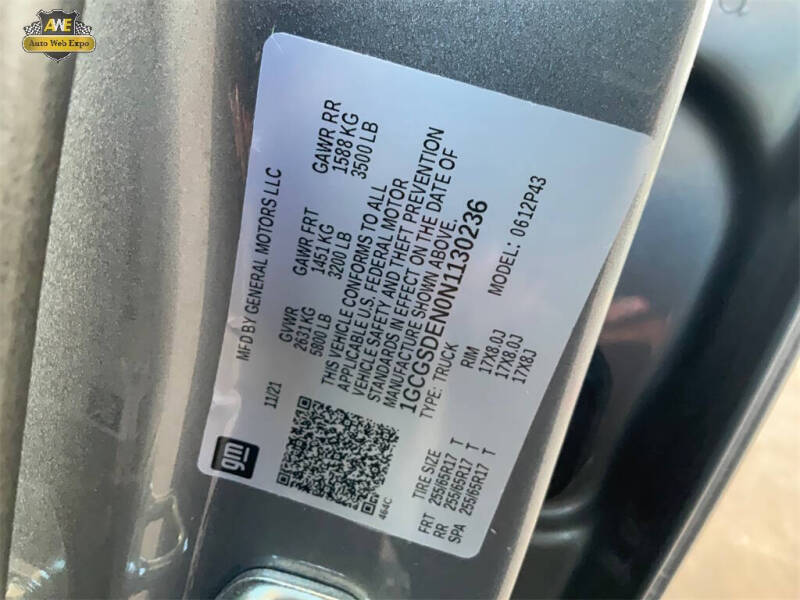 AWE
Auto Web Expo
MFD BY GENERAL MOTORS LLC
11/21
GVWR GAWR FRT GAWR RR
2631 KG 1451 KG 1588 KG
5800 LB 3200 LB 3500 LB
THIS VEHICLE CONFORMS TO ALL
APPLICABLE U.S. FEDERAL MOTOR
VEHICLE SAFETY AND THEFT PREVENTION
STANDARDS IN EFFECT ON THE DATE OF
MANUFACTURE SHOWN ABOVE.
1GCGSDEN0N1130236
TYPE: TRUCK MODEL: 0612P43
gm
464C
TIRE SIZE RIM
FRT 255/65R17 T 17X8.0J
RR 255/65R17 T 17X8.0J
SPA 255/65R17 T 17X8J